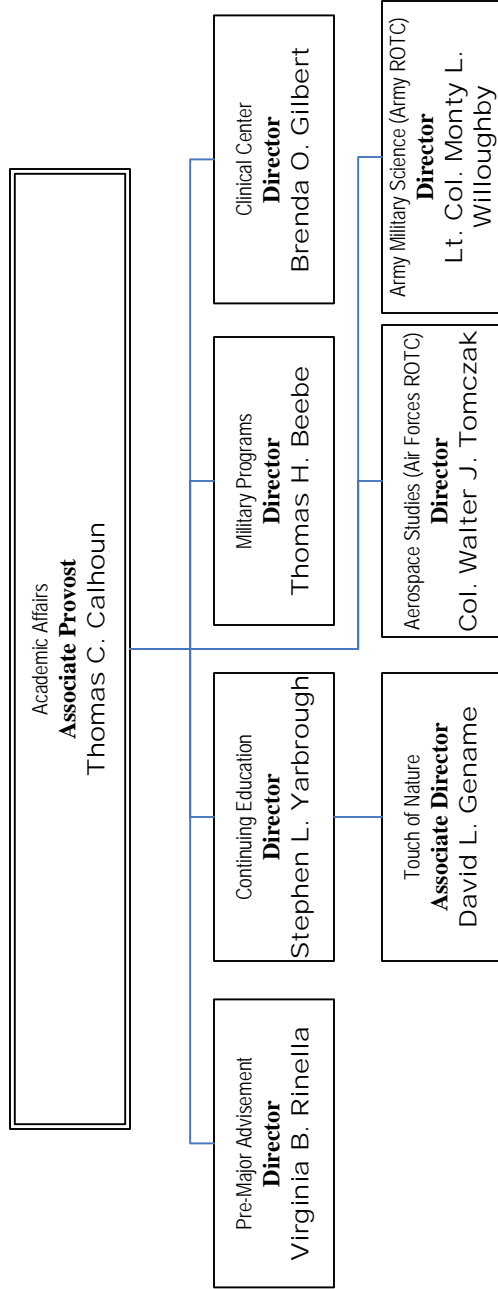 Academic Affairs
Associate Provost
Thomas C. Calhoun
Pre-Major Advisement
Director
Virginia B. Rinella
Continuing Education
Director
Stephen L. Yarbrough
Military Programs
Director
Thomas H. Beebe
Clinical Center
Director
Brenda O. Gilbert
Touch of Nature
Associate Director
David L. Gename
Aerospace Studies (Air Forces ROTC)
Director
Col. Walter J. Tomczak
Army Military Science (Army ROTC)
Director
Lt. Col. Monty L.
Willoughby